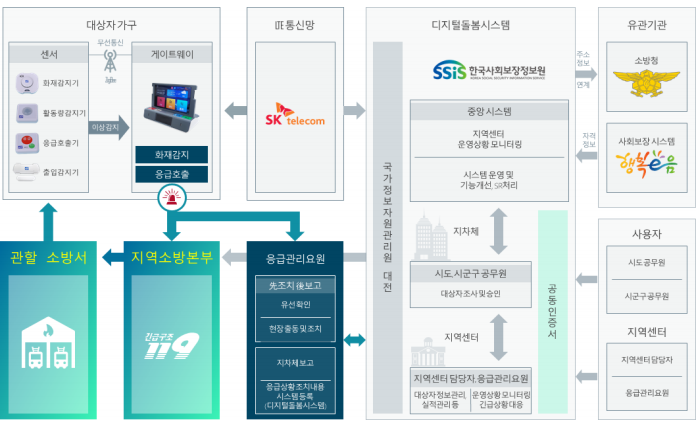 대상자 가구
센서
무선통신
게이트웨이
화재감지기
활동량감지기
응급호출기
출입감지기
이상감지
화재감지
응급호출
LTE통신망
SK telecom
디지털돌봄시스템
SSiS 한국사회보장정보원
KOREA SOCIAL SECURITY INFORMATION SERVICE
국가정보자원관리원 대전
중앙 시스템
지역센터
운영상황 모니터링
시스템 운영 및
기능개선, SR처리
지자체
시도, 시군구 공무원
대상자 조사 및 승인
지역센터
지역센터 담당자, 응급관리요원
대상자 정보관리,
실적관리 등
운영상황 모니터링
긴급상황 대응
공동인증서
주소
정보
연계
자격
정보
유관기관
소방청
사회보장 시스템
행복e음
사용자
시도 공무원
시군구 공무원
지역센터
지역센터 담당자
응급관리요원
관할 소방서
지역소방본부
긴급구조
119
응급관리요원
先조치 後보고
유선 확인
현장 출동 및 조치
지자체 보고
응급상황 조치내용
시스템 등록
(디지털돌봄시스템)